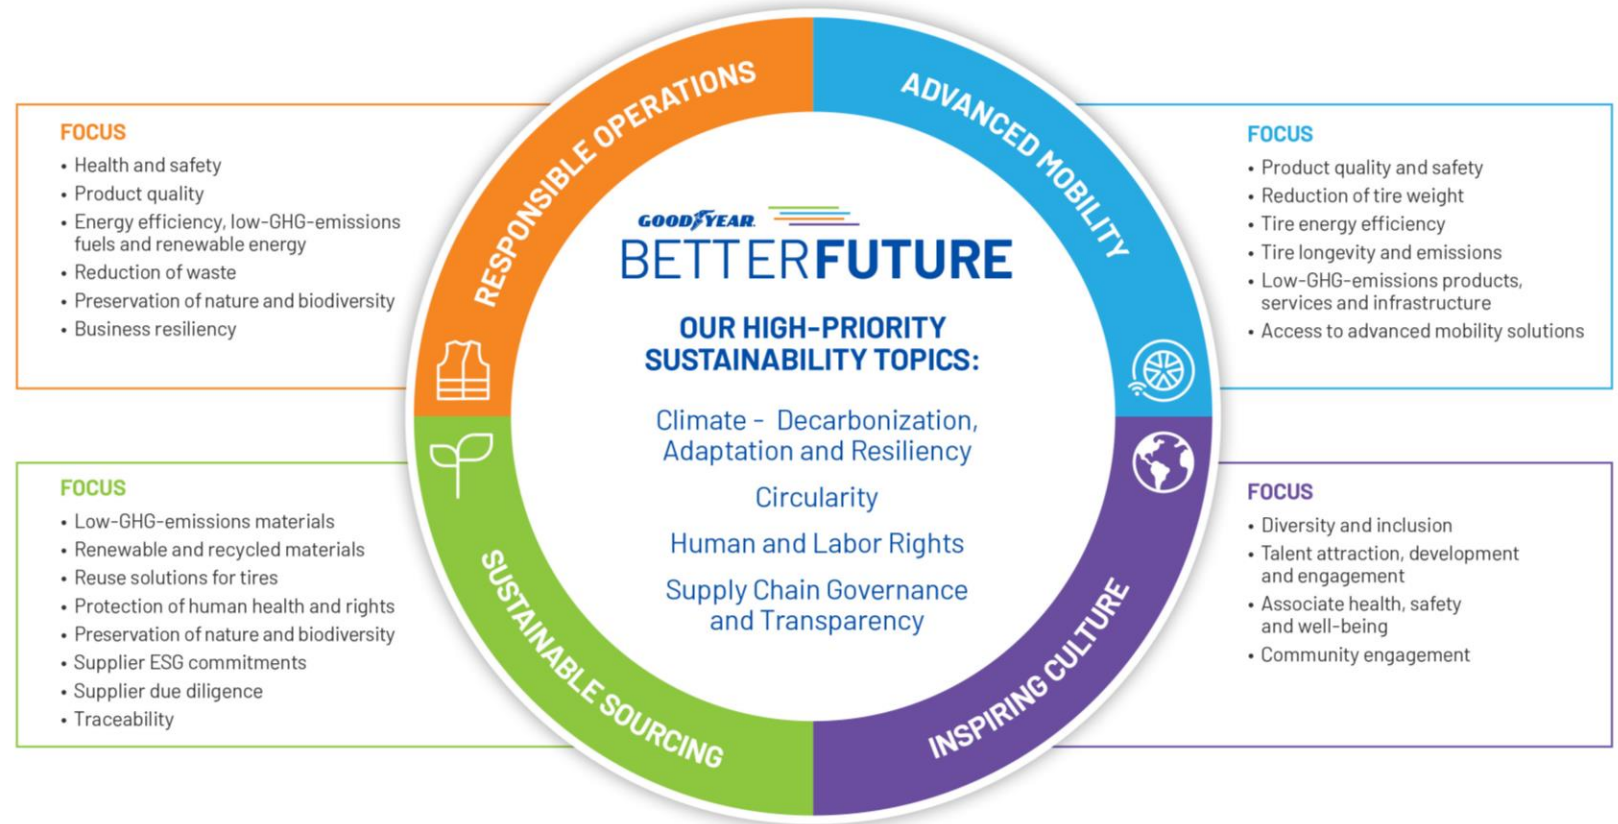 RESPONSIBLE OPERATIONS
FOCUS
• Health and safety
• Product quality
• Energy efficiency, low-GHG-emissions
fuels and renewable energy
• Reduction of waste
• Preservation of nature and biodiversity
• Business resiliency
ADVANCED MOBILITY
FOCUS
• Product quality and safety
• Reduction of tire weight
• Tire energy efficiency
• Tire longevity and emissions
• Low-GHG-emissions products,
services and infrastructure
• Access to advanced mobility solutions
GOODYEAR
BETTERFUTURE
OUR HIGH-PRIORITY
SUSTAINABILITY TOPICS:
Climate - Decarbonization,
Adaptation and Resiliency
Circularity
Human and Labor Rights
Supply Chain Governance
and Transparency
SUSTAINABLE SOURCING
FOCUS
• Low-GHG-emissions materials
• Renewable and recycled materials
• Reuse solutions for tires
• Protection of human health and rights
• Preservation of nature and biodiversity
• Supplier ESG commitments
• Supplier due diligence
• Traceability
INSPIRING CULTURE
FOCUS
• Diversity and inclusion
• Talent attraction, development
and engagement
• Associate health, safety
and well-being
• Community engagement